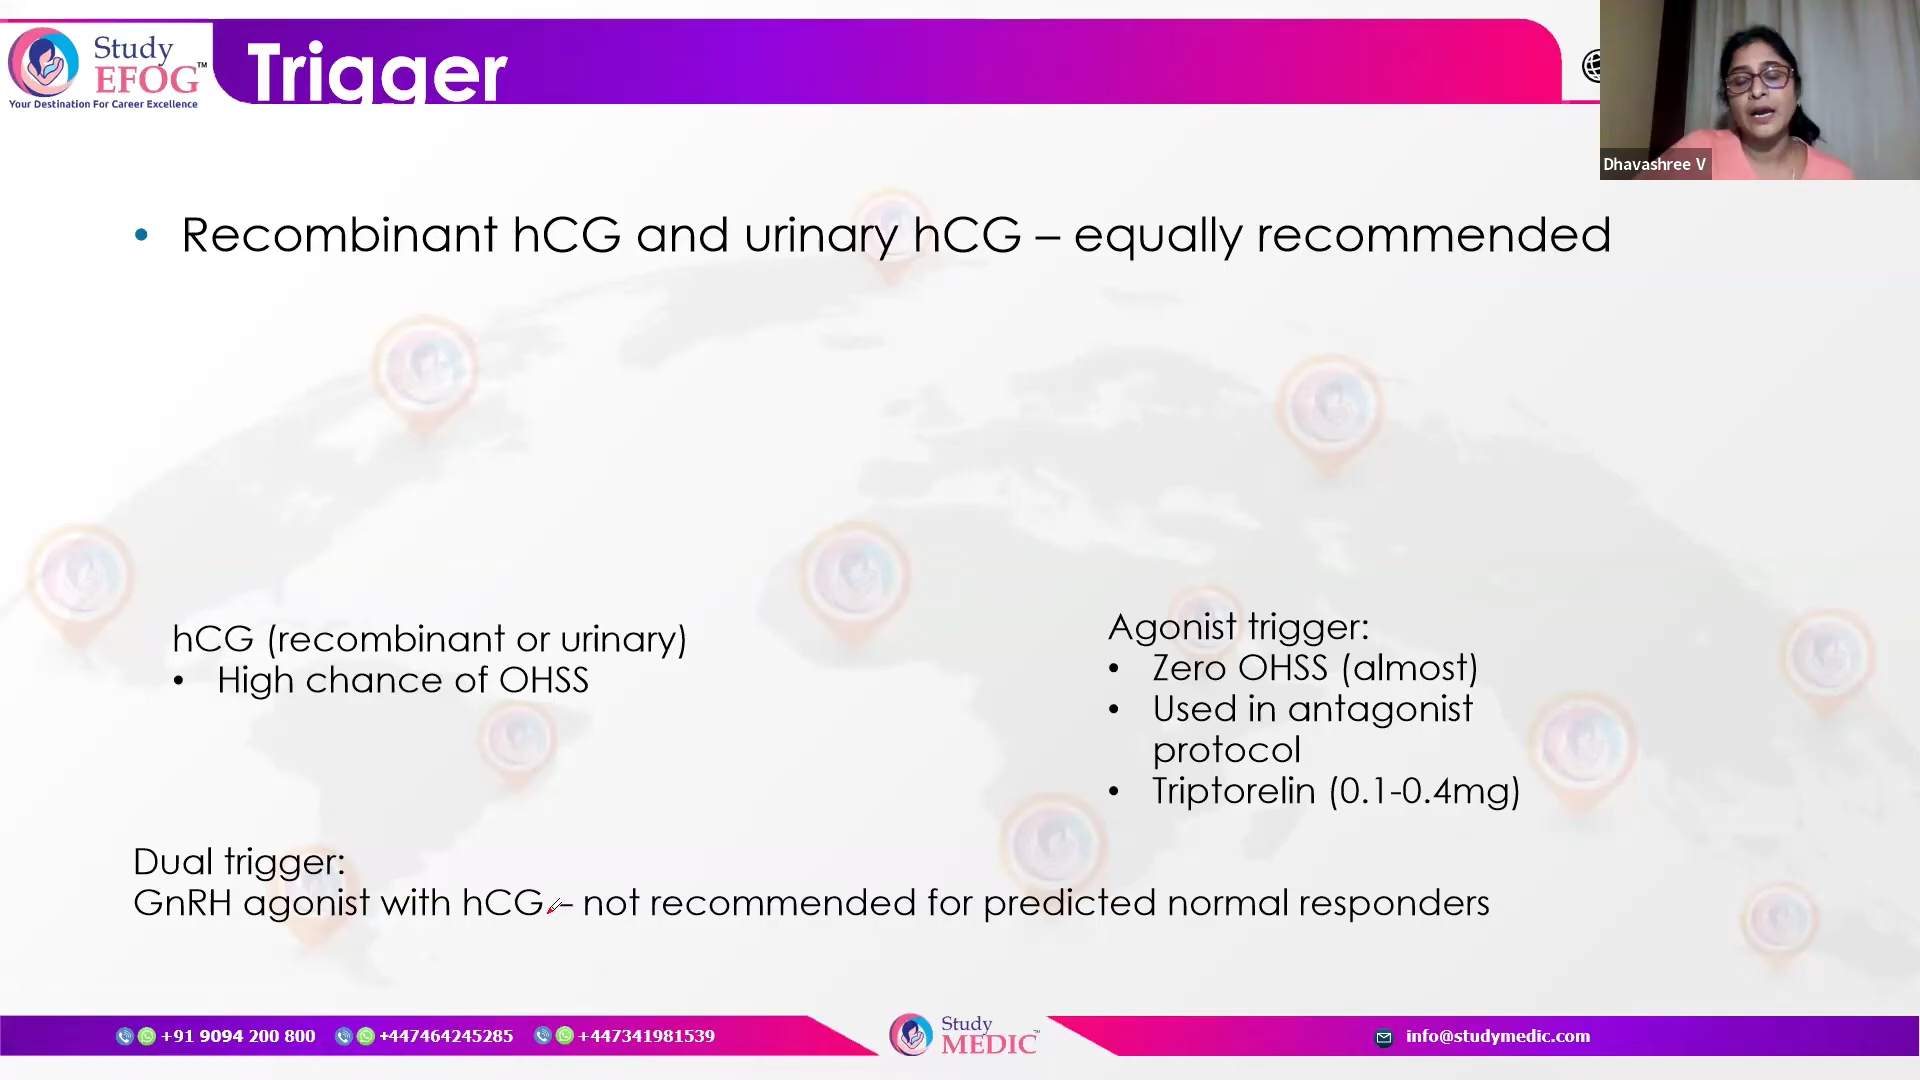 Study
EFOG™
Your Destination For Career Excellence
Trigger
Dhavashree V
• Recombinant hCG and urinary hCG – equally recommended
hCG (recombinant or urinary)
• High chance of OHSS
Agonist trigger:
• Zero OHSS (almost)
• Used in antagonist
protocol
• Triptorelin (0.1-0.4mg)
Dual trigger:
GnRH agonist with hCG – not recommended for predicted normal responders
+91 9094 200 800 +447464245285 +447341981539
Study
MEDIC™
info@studymedic.com